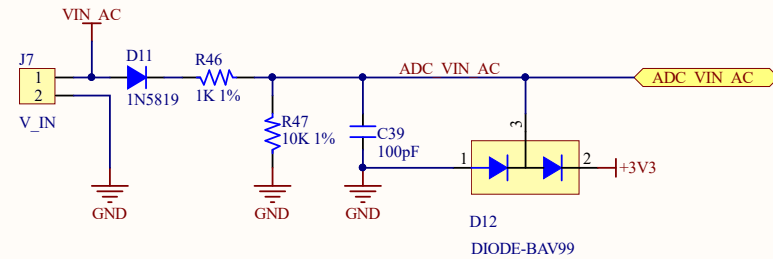 VIN_AC
J7
1
2
V_IN
D11
1N5819
R46
1K 1%
R47
10K 1%
C39
100pF
ADC_VIN_AC
ADC_VIN_AC
3
1
2
+3V3
D12
DIODE-BAV99
GND
GND
GND